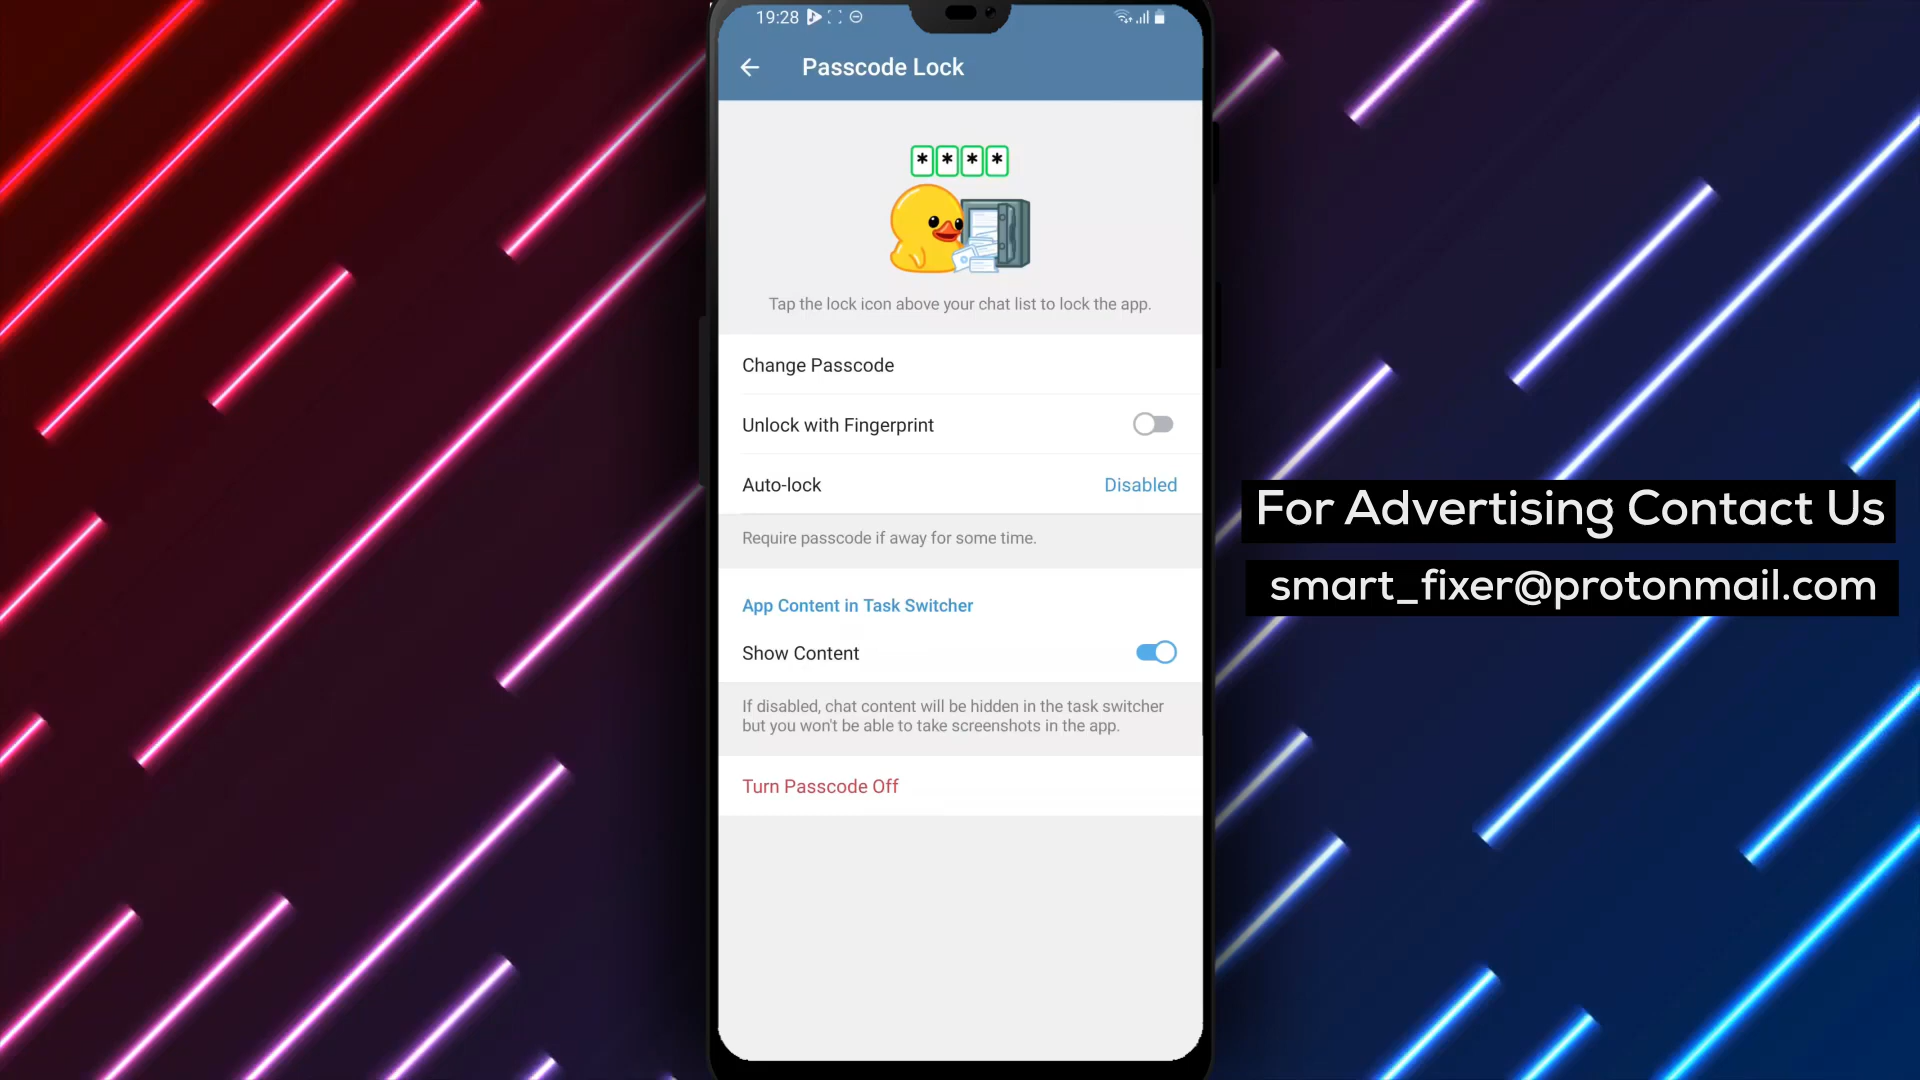 19:28
Passcode Lock
* * * *
Tap the lock icon above your chat list to lock the app.
Change Passcode
Unlock with Fingerprint
Auto-lock Disabled
Require passcode if away for some time.
App Content in Task Switcher
Show Content
If disabled, chat content will be hidden in the task switcher
but you won't be able to take screenshots in the app.
Turn Passcode Off
For Advertising Contact Us
smart_fixer@protonmail.com